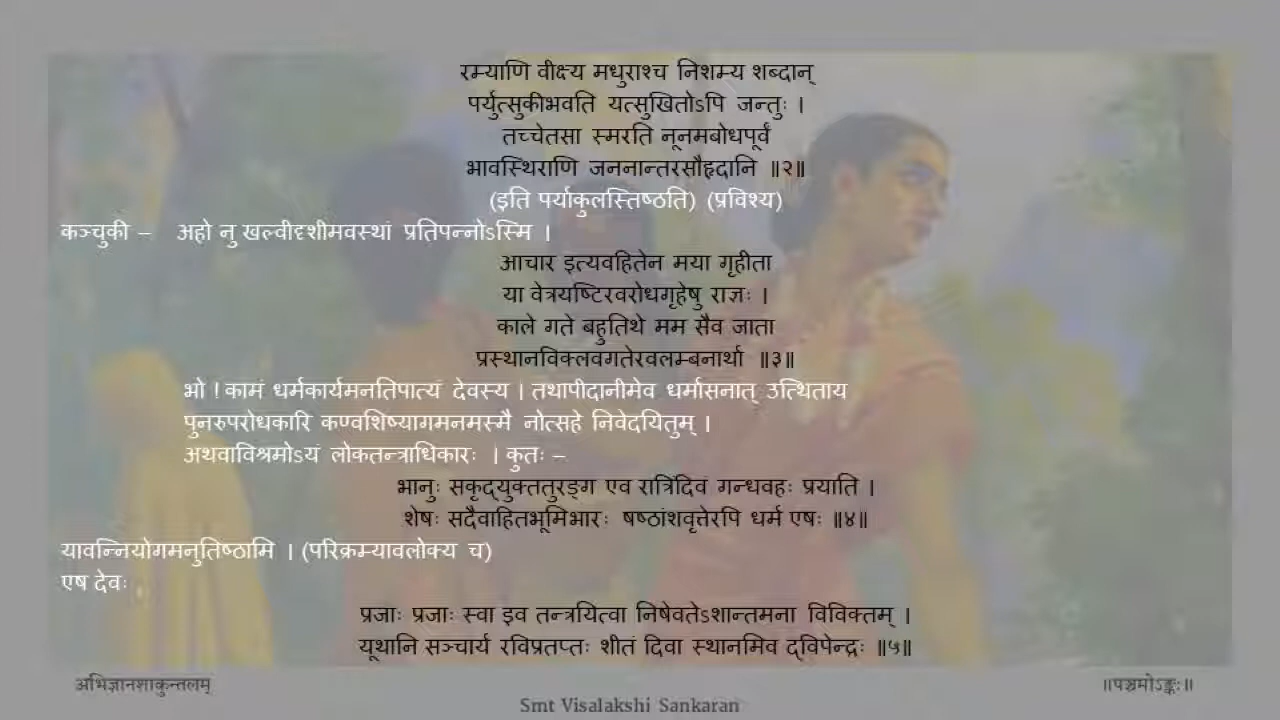 रम्याणि वीक्ष्य मधुराश्च निशम्य शब्दान्
पर्युत्सुकीभवति यत्सुखितोऽपि जन्तुः ।
तच्चेतसा स्मरति नूनमबोधपूर्वं
भावस्थिराणि जननान्तरसौहृदानि ॥२॥
(इति पर्याकुलस्तिष्ठति) (प्रविश्य)
कञ्चुकी – अहो नु खल्वीदृशीमवस्थां प्रतिपन्नोऽस्मि ।
आचार इत्यवहितेन मया गृहीता
या वेत्रयष्टिरवरोधगृहेषु राज्ञः ।
काले गते बहुतिथे मम सैव जाता
प्रस्थानविक्लवगतेरवलम्बनार्था ॥३॥
भो ! कामं धर्मकार्यमनतिपात्यं देवस्य । तथापीदानीमेव धर्मासनात् उत्थिताय
पुनरुपरोधकारि कण्वशिष्यागमनमस्मै नोत्सहे निवेदयितुम् ।
अथवाविश्रमोऽयं लोकतन्त्राधिकारः । कुतः –
भानुः सकृद्युक्ततुरङ्ग एव रात्रिंदिवं गन्धवहः प्रयाति ।
शेषः सदैवाहितभूमिभारः षष्ठांशवृत्तेरपि धर्म एषः ॥४॥
यावन्नियोगमनुतिष्ठामि । (परिक्रम्यावलोक्य च)
एष देवः
प्रजाः प्रजाः स्वा इव तन्त्रयित्वा निषेवतेऽशान्तमना विविक्तम् ।
यूथानि सञ्चार्य रविप्रतप्तः शीतं दिवा स्थानमिव द्विपेन्द्रः ॥५॥
अभिज्ञानशाकुन्तलम्
॥पञ्चमोऽङ्कः॥
Smt Visalakshi Sankaran